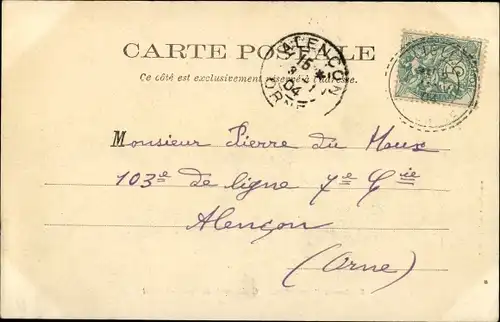 CARTE POSTALE
ALENÇON
15
04
ORNE
Ce côté est exclusivement réservé à l'adresse.
Monsieur Pierre du Maux
103e de ligne 7e Cie
Alençon
(Orne)